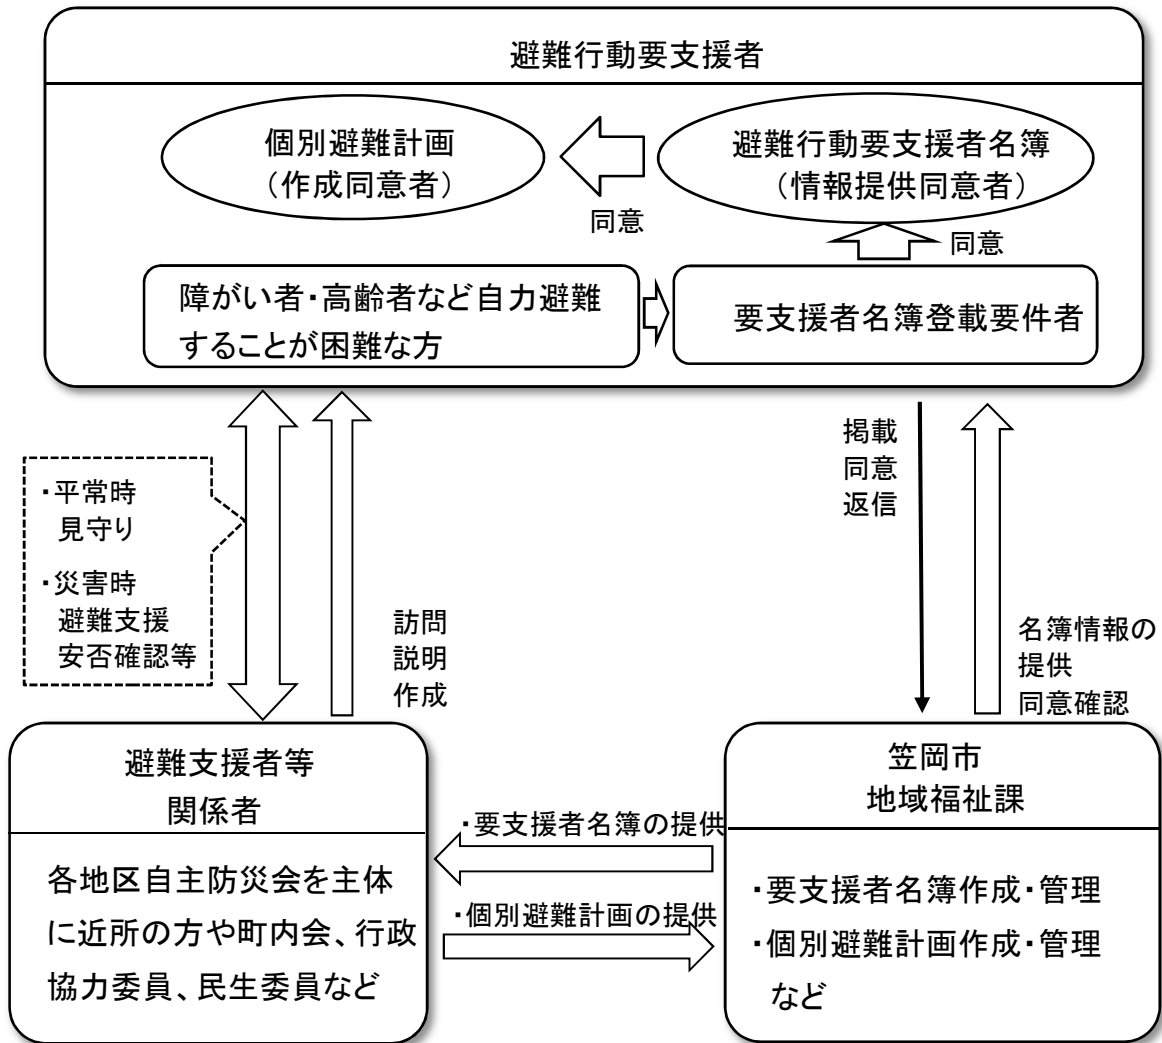 避難行動要支援者
個別避難計画
（作成同意者）
避難行動要支援者名簿
（情報提供同意者）
同意
同意
障がい者・高齢者など自力避難
することが困難な方
要支援者名簿登載要件者
・平常時
見守り
・災害時
避難支援
安否確認等
訪問
説明
作成
掲載
同意
返信
名簿情報の
提供
同意確認
避難支援者等
関係者
各地区自主防災会を主体
に近所の方や町内会、行政
協力委員、民生委員など
・要支援者名簿の提供
・個別避難計画の提供
笠岡市
地域福祉課
・要支援者名簿作成・管理
・個別避難計画作成・管理
など